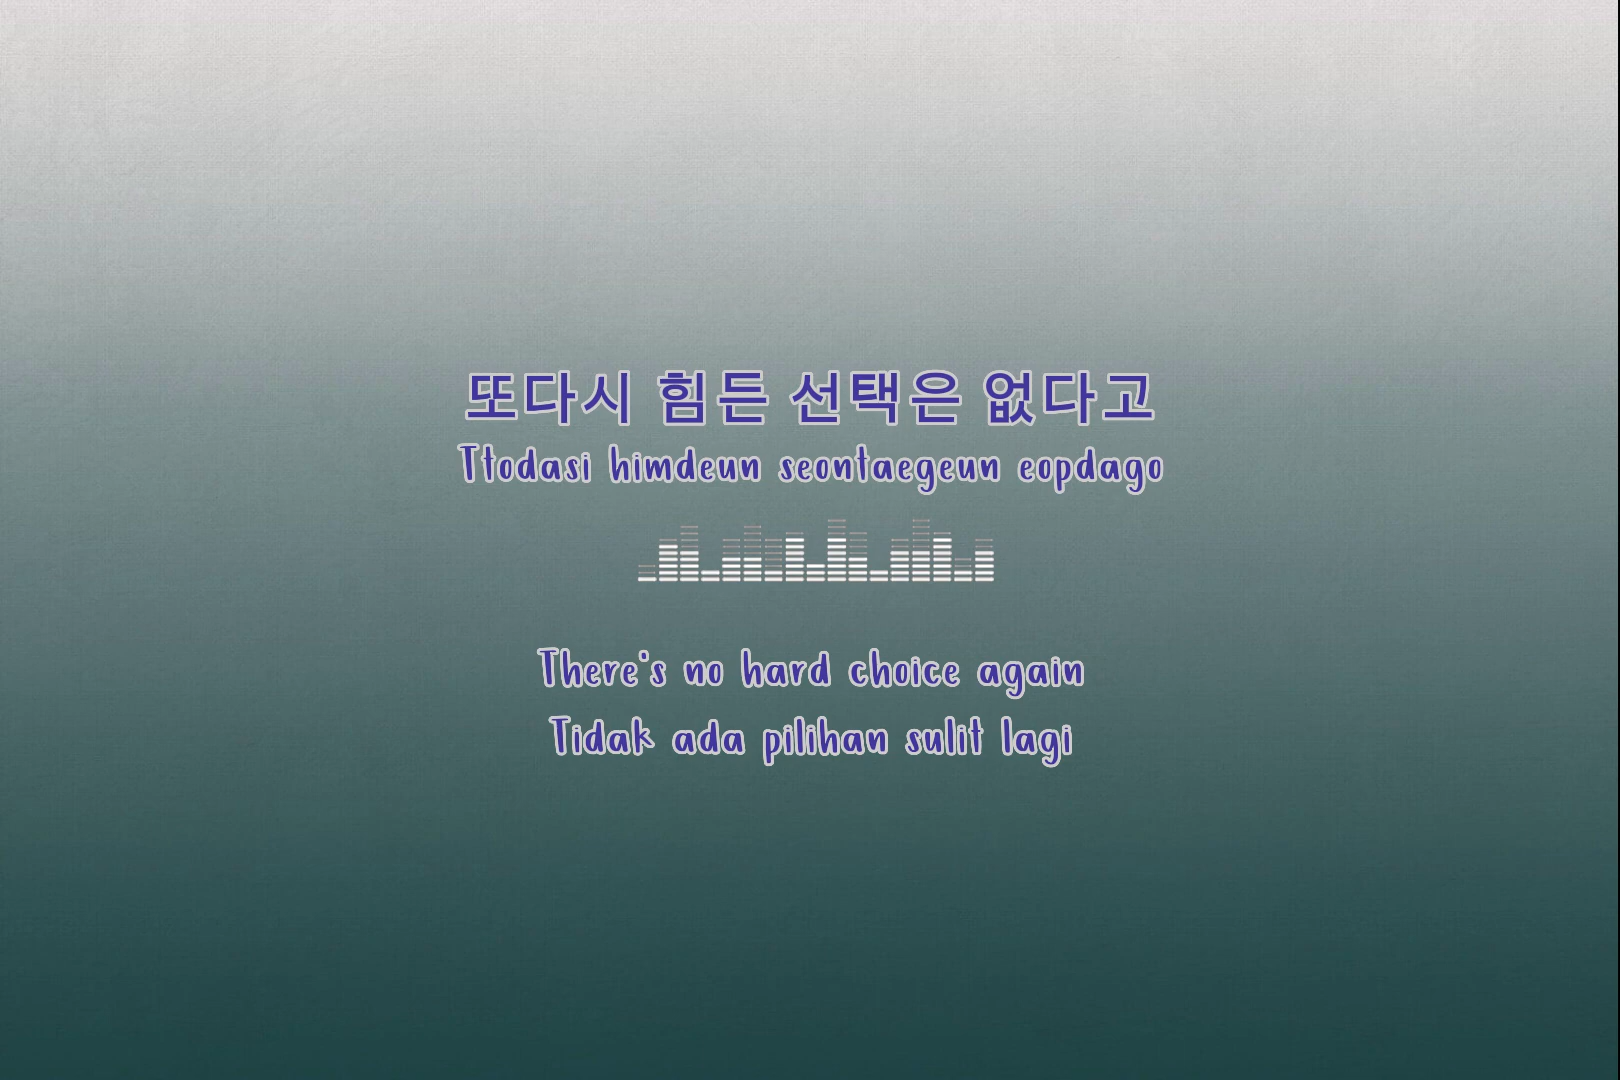 또다시 힘든 선택은 없다고
Ttodasi himdeun seontaegeun eopdago
There's no hard choice again
Tidak ada pilihan sulit lagi